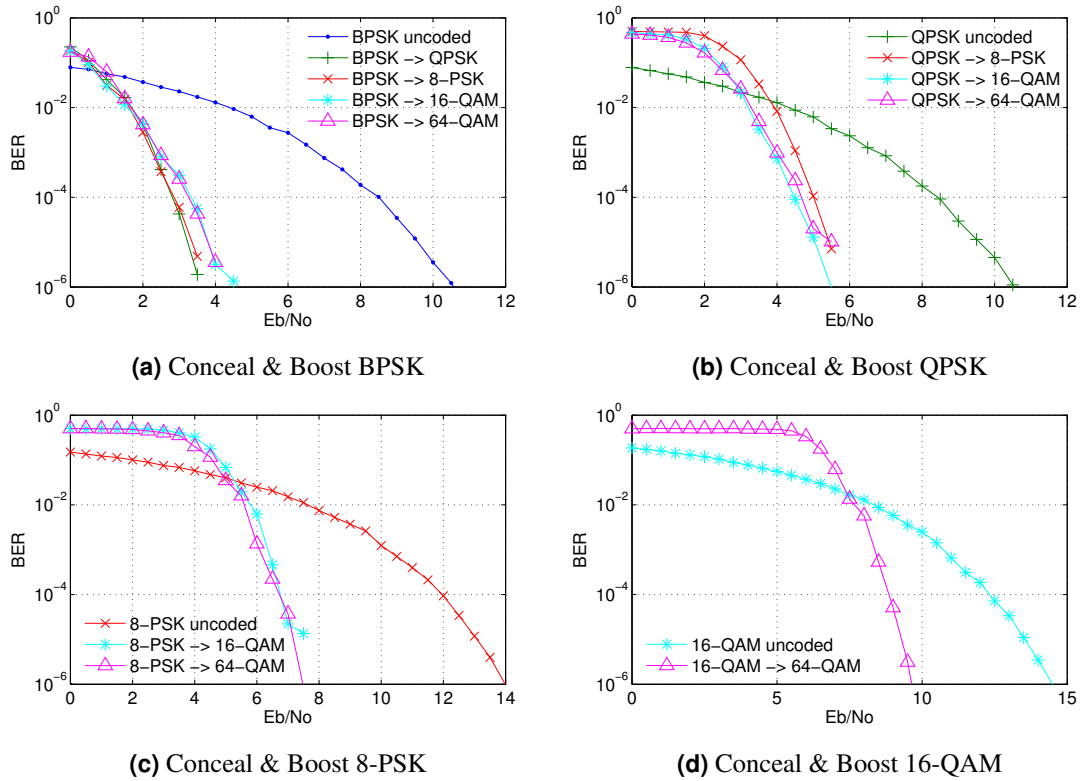 10^0
10^-2
10^-4
10^-6
BER
0 2 4 6 8 10 12
Eb/No
BPSK uncoded
BPSK -> QPSK
BPSK -> 8-PSK
BPSK -> 16-QAM
BPSK -> 64-QAM
(a) Conceal & Boost BPSK
10^0
10^-2
10^-4
10^-6
BER
0 2 4 6 8 10 12
Eb/No
QPSK uncoded
QPSK -> 8-PSK
QPSK -> 16-QAM
QPSK -> 64-QAM
(b) Conceal & Boost QPSK
10^0
10^-2
10^-4
10^-6
BER
0 2 4 6 8 10 12 14
Eb/No
8-PSK uncoded
8-PSK -> 16-QAM
8-PSK -> 64-QAM
(c) Conceal & Boost 8-PSK
10^0
10^-2
10^-4
10^-6
BER
0 5 10 15
Eb/No
16-QAM uncoded
16-QAM -> 64-QAM
(d) Conceal & Boost 16-QAM